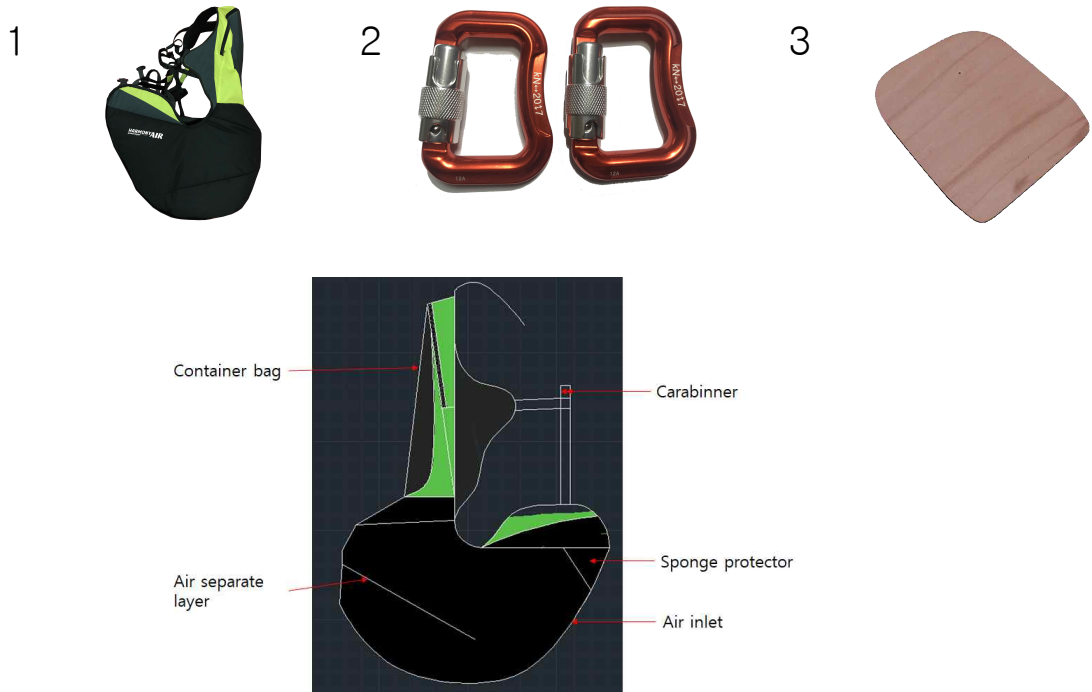 1
2
3
HARMONY AIR
kN↔2017
kN↔2017
12A
12A
Container bag
Carabinner
Air separate
layer
Sponge protector
Air inlet